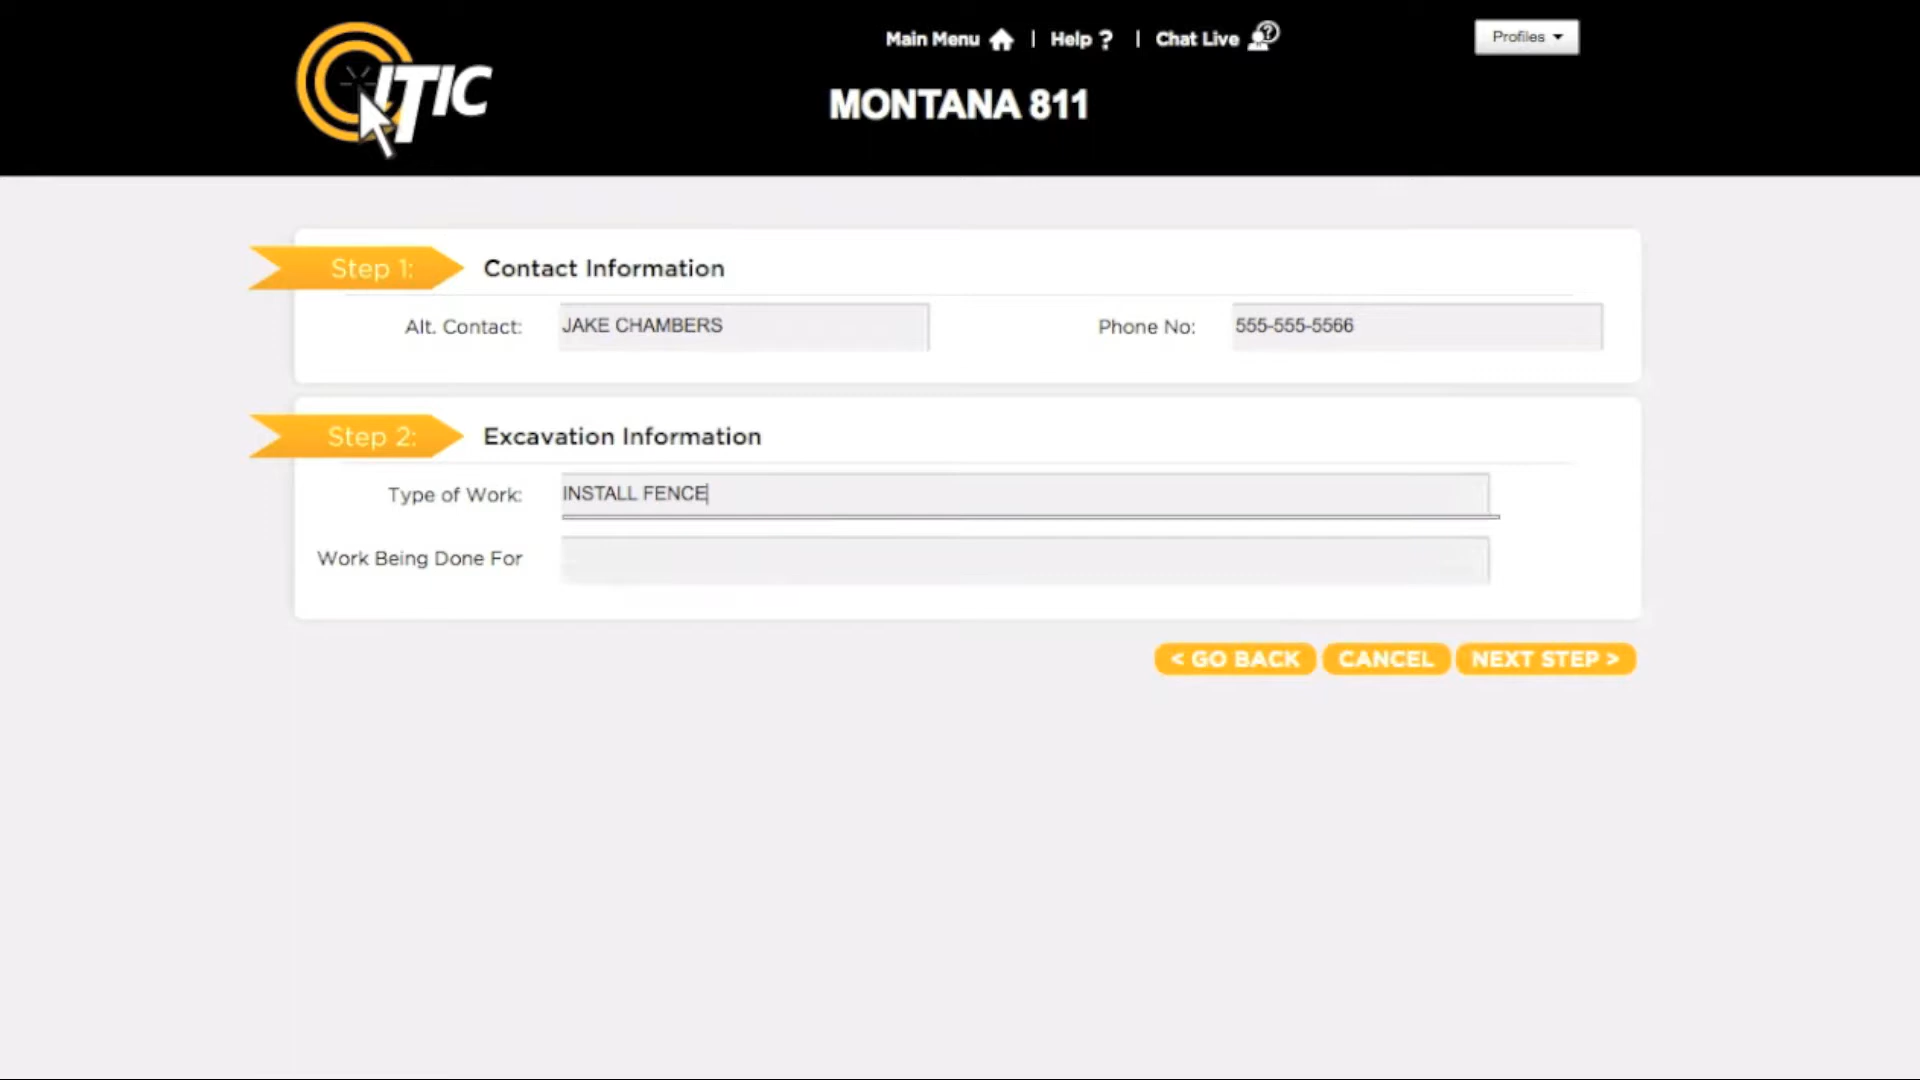 Main Menu | Help ? | Chat Live
Profiles
ITIC
MONTANA 811
Step 1: Contact Information
Alt. Contact: JAKE CHAMBERS Phone No: 555-555-5566
Step 2: Excavation Information
Type of Work: INSTALL FENCE
Work Being Done For
< GO BACK CANCEL NEXT STEP >